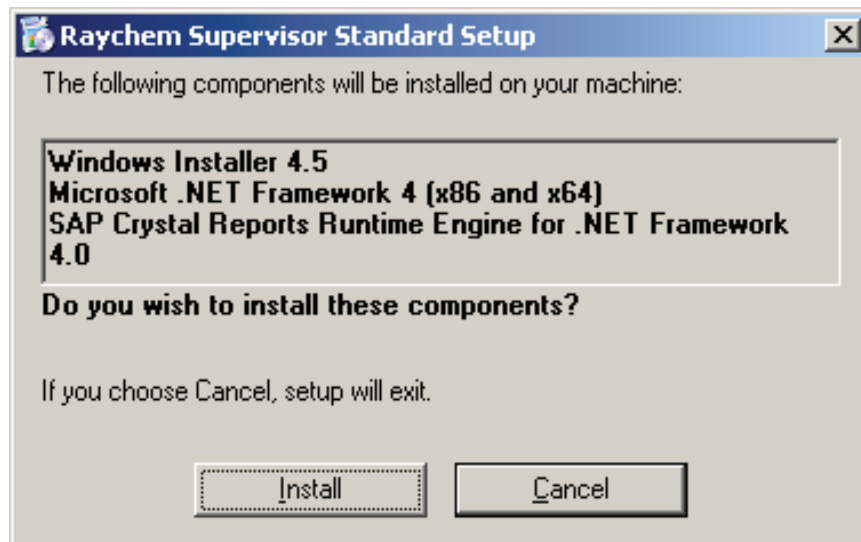 Raychem Supervisor Standard Setup
The following components will be installed on your machine:
Windows Installer 4.5
Microsoft .NET Framework 4 (x86 and x64)
SAP Crystal Reports Runtime Engine for .NET Framework
4.0
Do you wish to install these components?
If you choose Cancel, setup will exit.
Install
Cancel